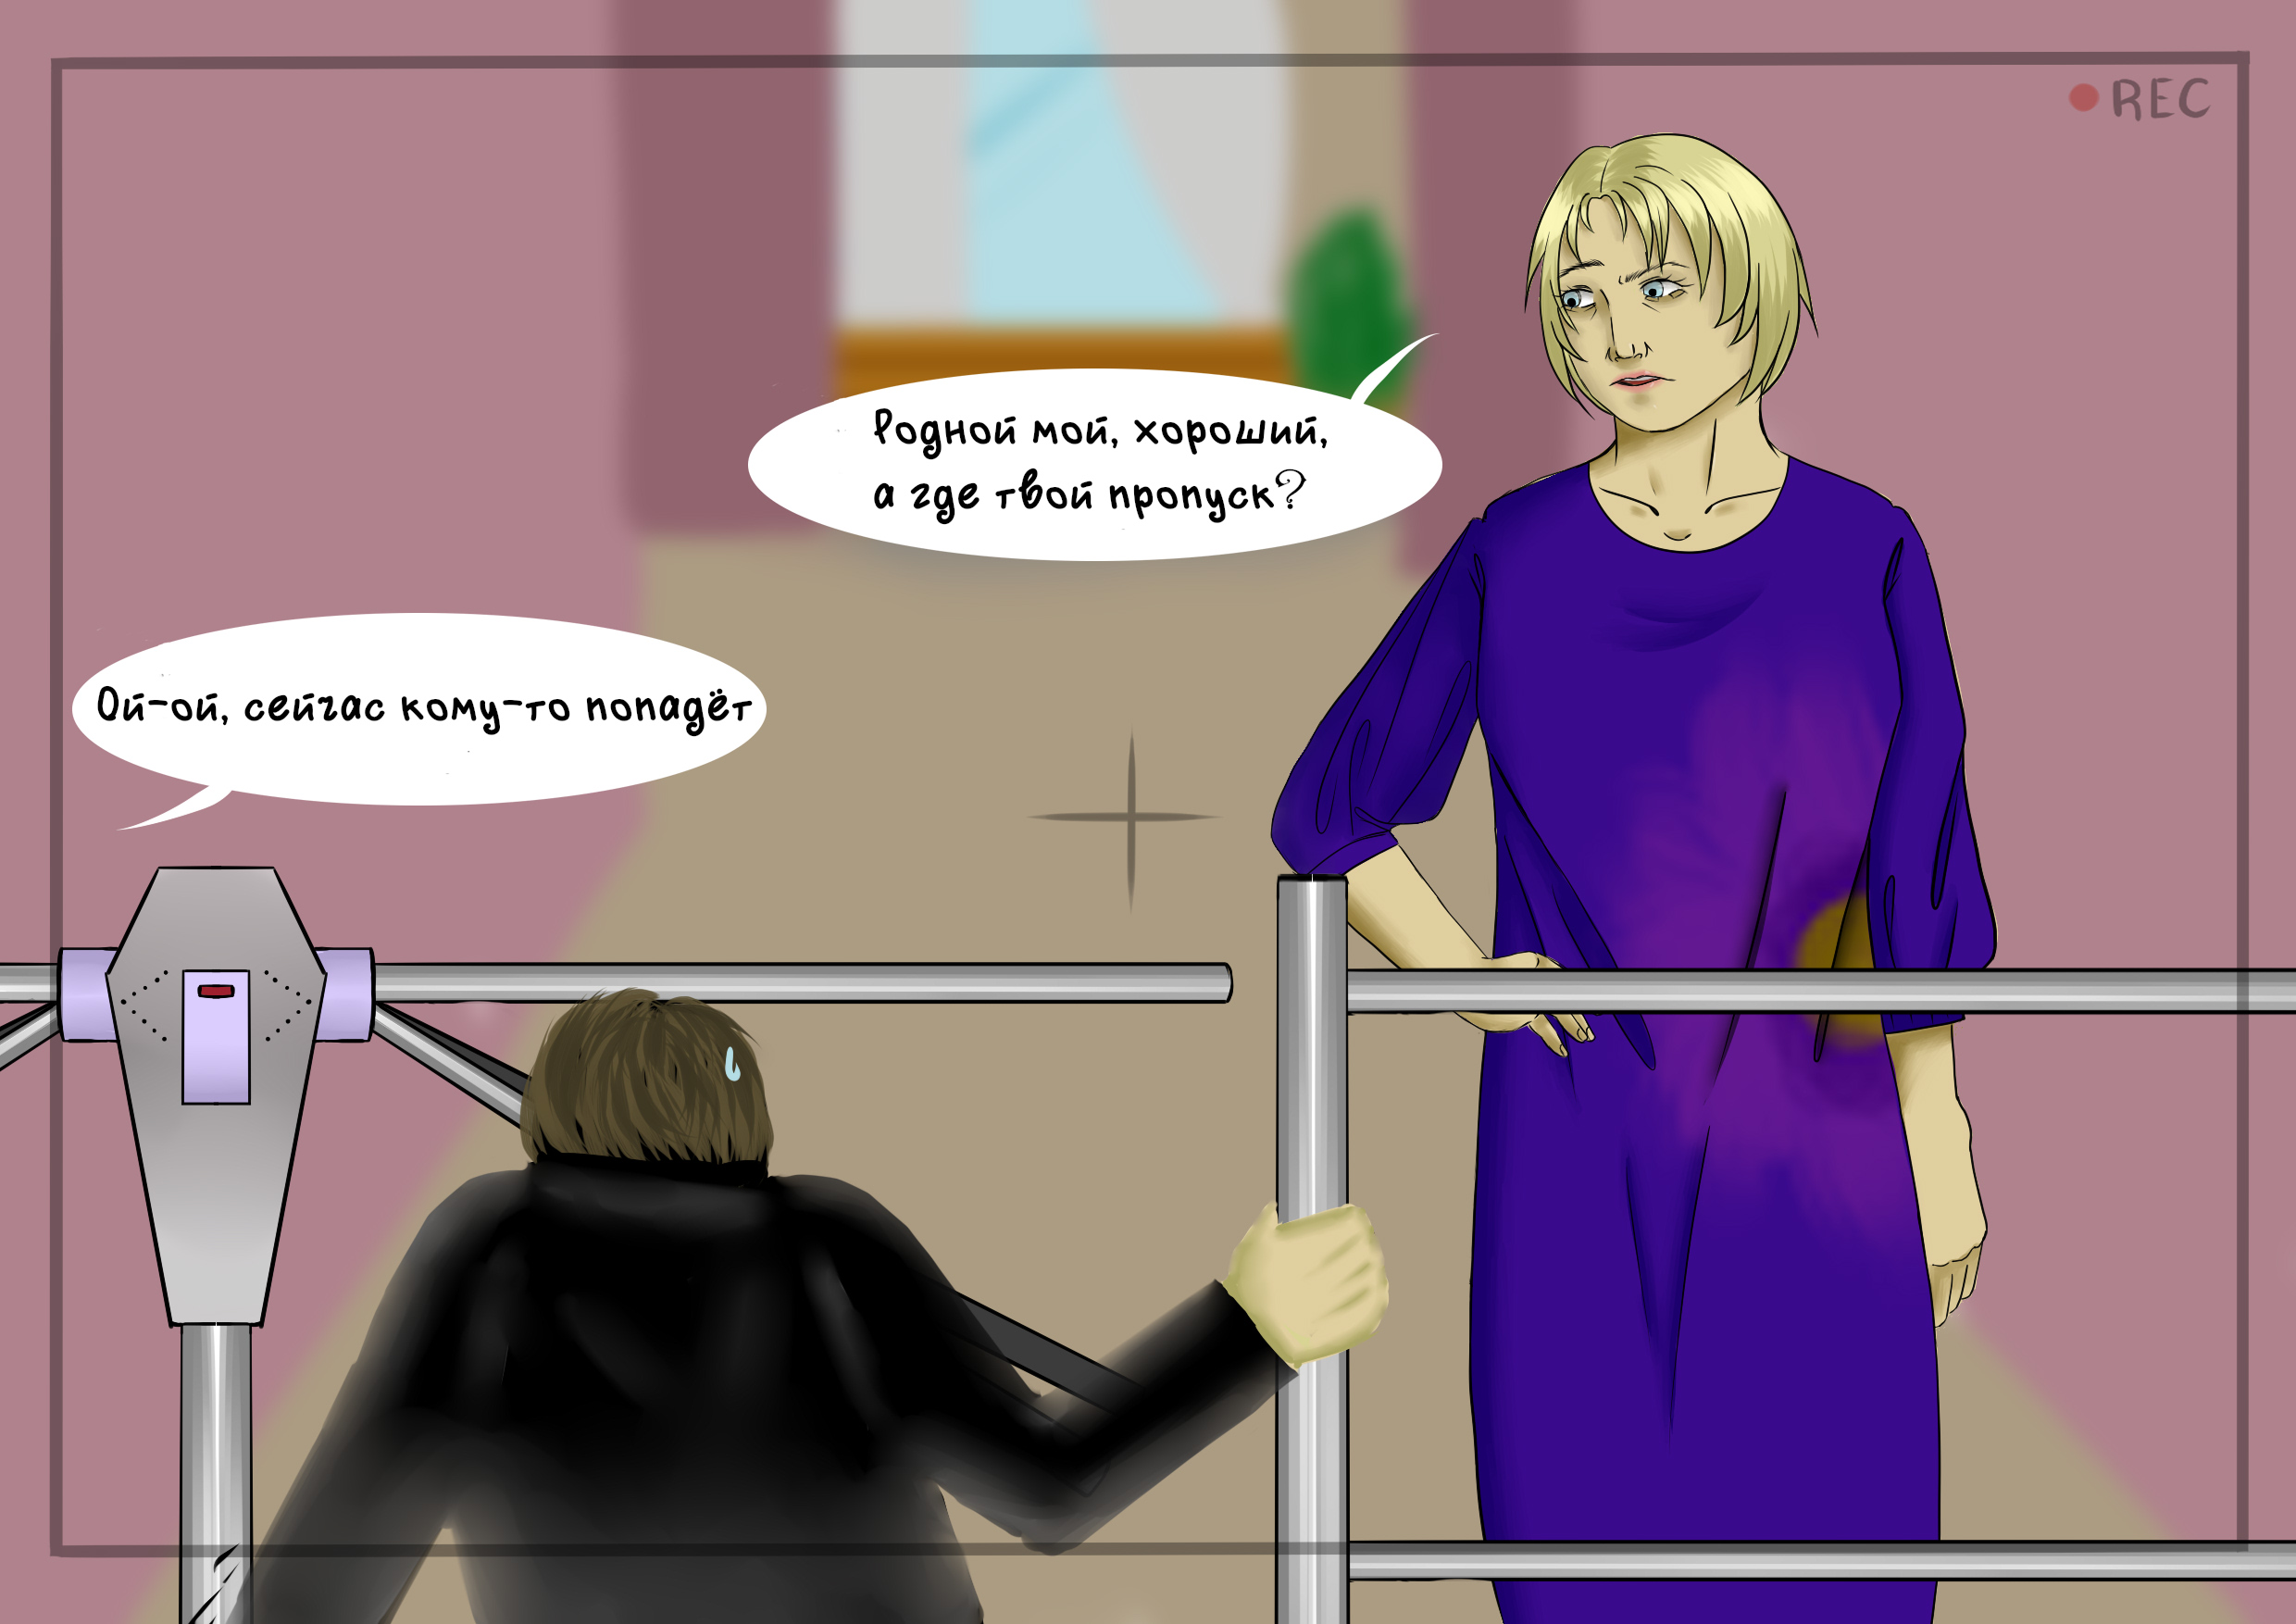 REC
Родной мой, хороший,
а где твой пропуск?
Ой-ой, сейчас кому-то попадёт